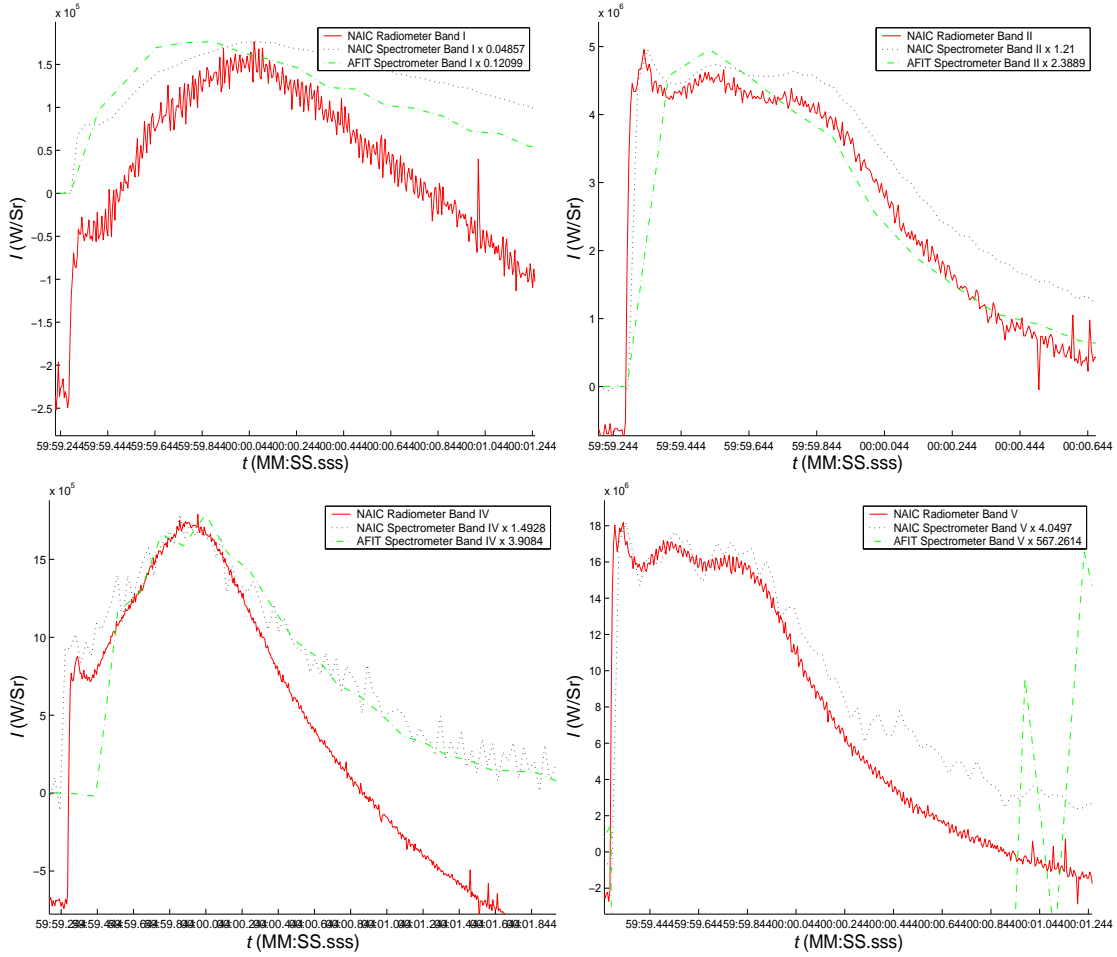 x 10⁵
NAIC Radiometer Band I
NAIC Spectrometer Band I x 0.04857
AFIT Spectrometer Band I x 0.12099
1.5
1
0.5
0
−0.5
−1
−1.5
−2
−2.5
I (W/Sr)
59:59.244 59:59.444 59:59.644 59:59.844 00:00.044 00:00.244 00:00.444 00:00.644 00:00.844 00:01.044 00:01.244
t (MM:SS.sss)
x 10⁶
NAIC Radiometer Band II
NAIC Spectrometer Band II x 1.21
AFIT Spectrometer Band II x 2.3889
5
4
3
2
1
0
I (W/Sr)
59:59.244 59:59.444 59:59.644 59:59.844 00:00.044 00:00.244 00:00.444 00:00.644
t (MM:SS.sss)
x 10⁵
NAIC Radiometer Band IV
NAIC Spectrometer Band IV x 1.4928
AFIT Spectrometer Band IV x 3.9084
15
10
5
0
−5
I (W/Sr)
t (MM:SS.sss)
x 10⁶
NAIC Radiometer Band V
NAIC Spectrometer Band V x 4.0497
AFIT Spectrometer Band V x 567.2614
18
16
14
12
10
8
6
4
2
0
−2
I (W/Sr)
59:59.444 59:59.644 59:59.844 00:00.044 00:00.244 00:00.444 00:00.644 00:00.844 00:01.044 00:01.244
t (MM:SS.sss)